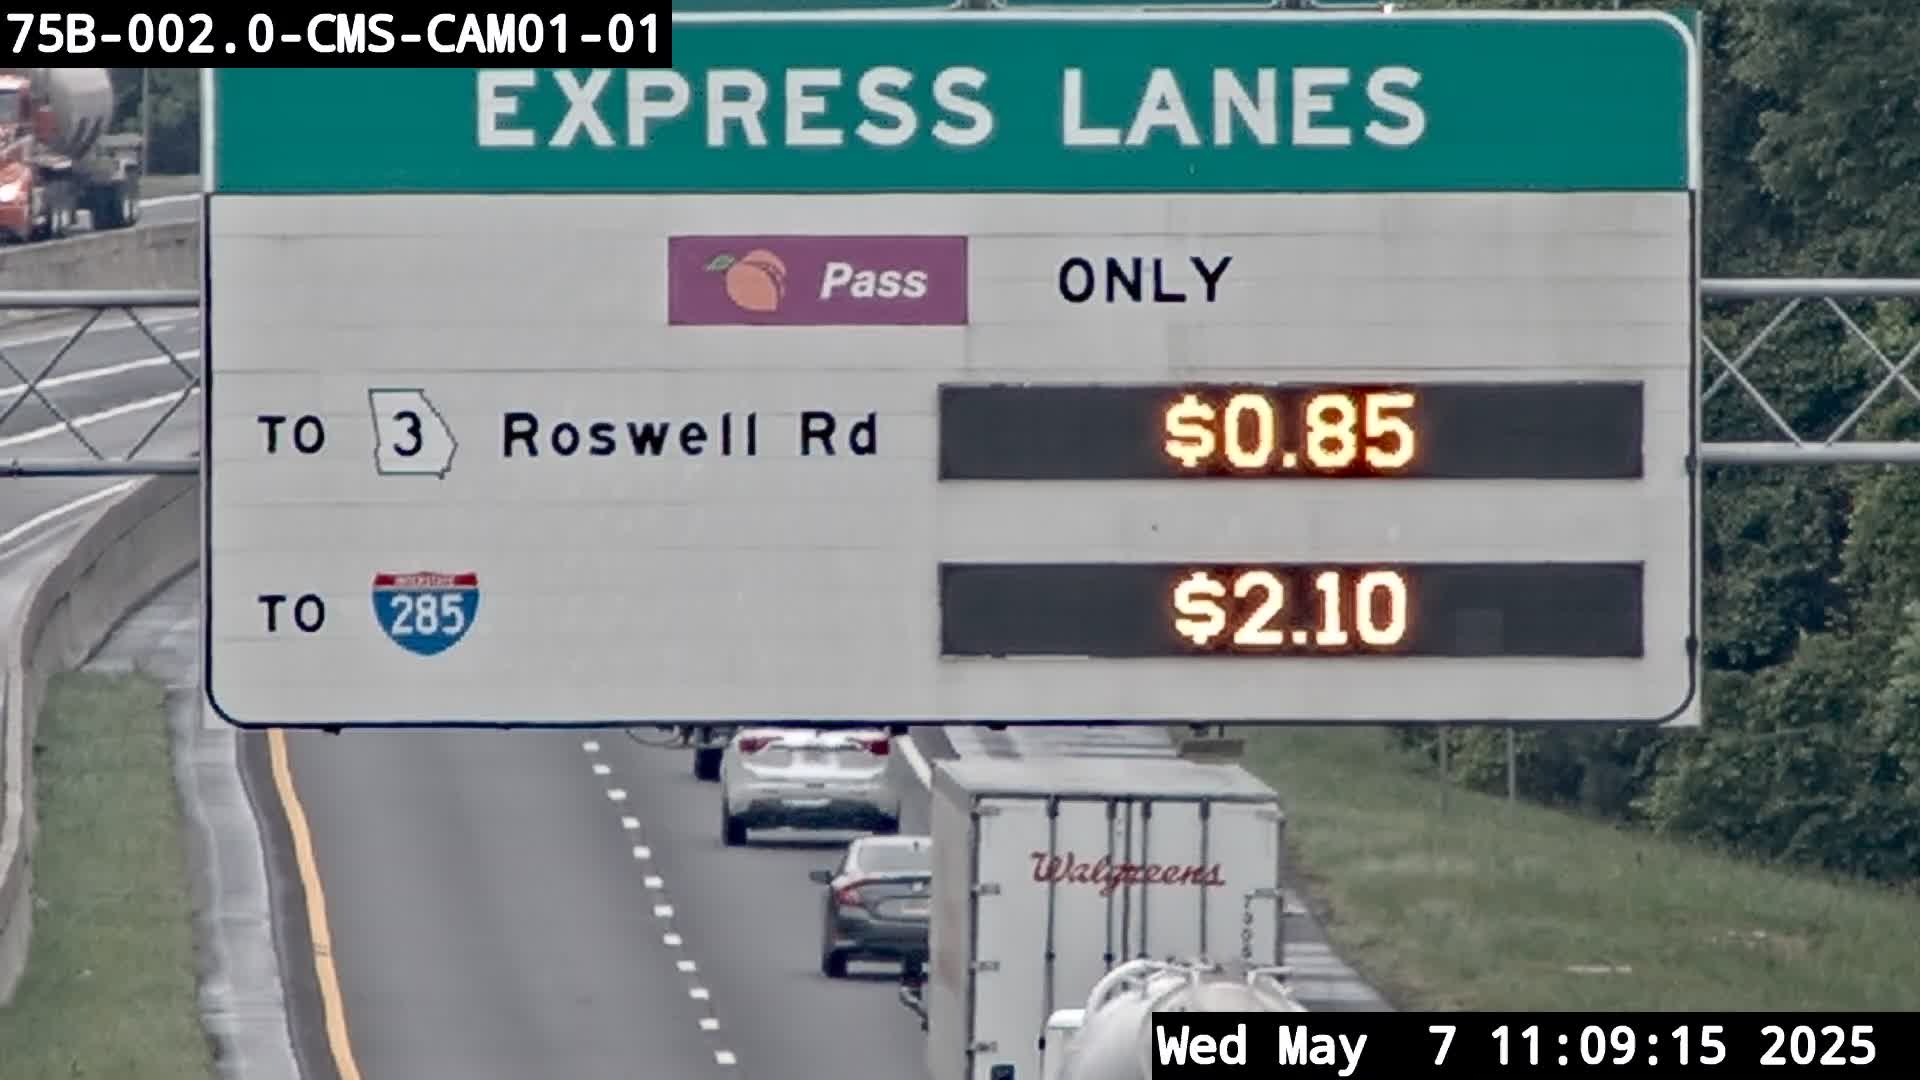 75B-002.0-CMS-CAM01-01
EXPRESS LANES
Pass ONLY
TO 3 Roswell Rd $0.85
TO INTERSTATE 285 $2.10
Walgreens
Wed May 7 11:09:15 2025